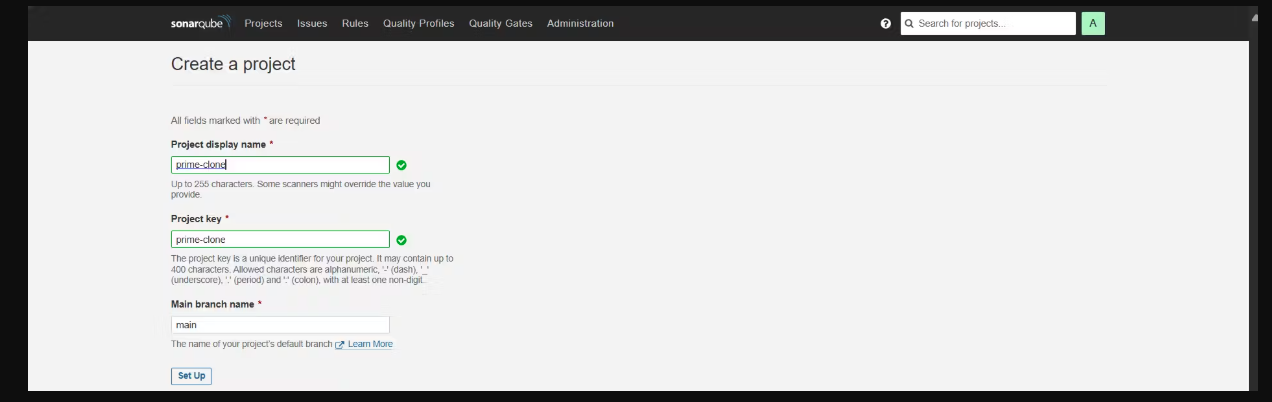 sonarqube Projects Issues Rules Quality Profiles Quality Gates Administration ? Search for projects... A
Create a project
All fields marked with * are required
Project display name *
prime-clone
Up to 255 characters. Some scanners might override the value you
provide.
Project key *
prime-clone
The project key is a unique identifier for your project. It may contain up to
400 characters. Allowed characters are alphanumeric, '-' (dash), '_'
(underscore), '.' (period) and ':' (colon), with at least one non-digit.
Main branch name *
main
The name of your project's default branch Learn More
Set Up